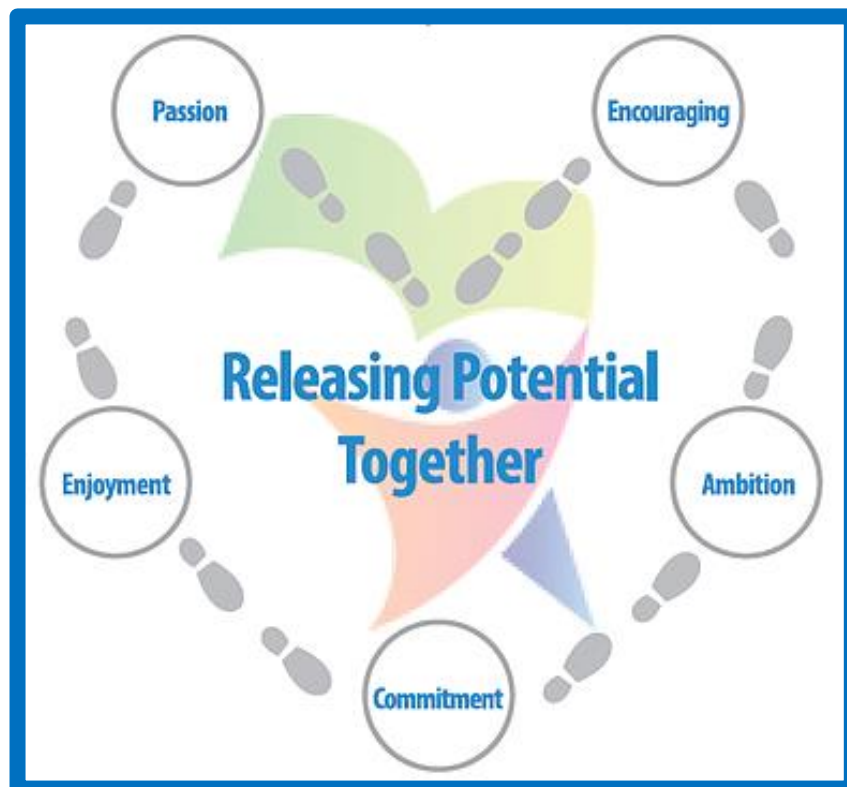 Passion
Encouraging
Releasing Potential
Together
Enjoyment
Ambition
Commitment